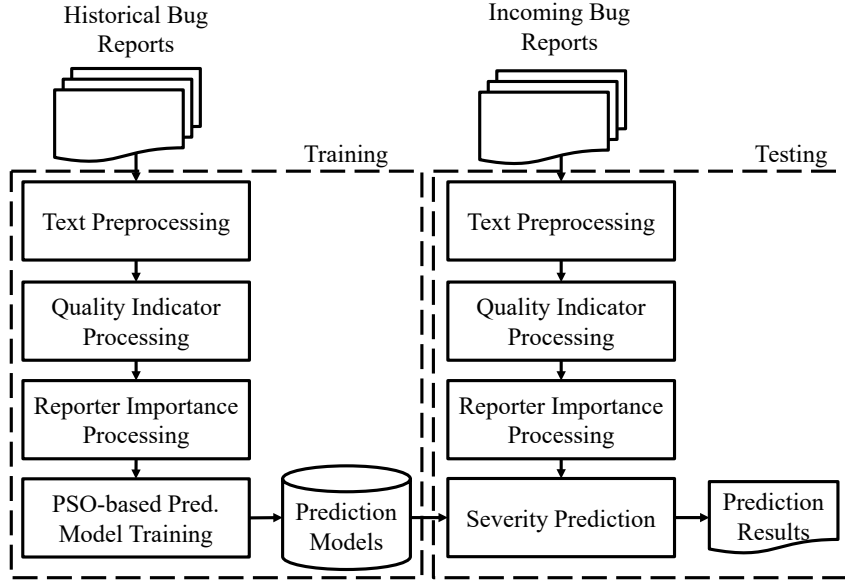 Historical Bug
Reports
Incoming Bug
Reports
Training
Testing
Text Preprocessing
Quality Indicator
Processing
Reporter Importance
Processing
PSO-based Pred.
Model Training
Prediction
Models
Text Preprocessing
Quality Indicator
Processing
Reporter Importance
Processing
Severity Prediction
Prediction
Results